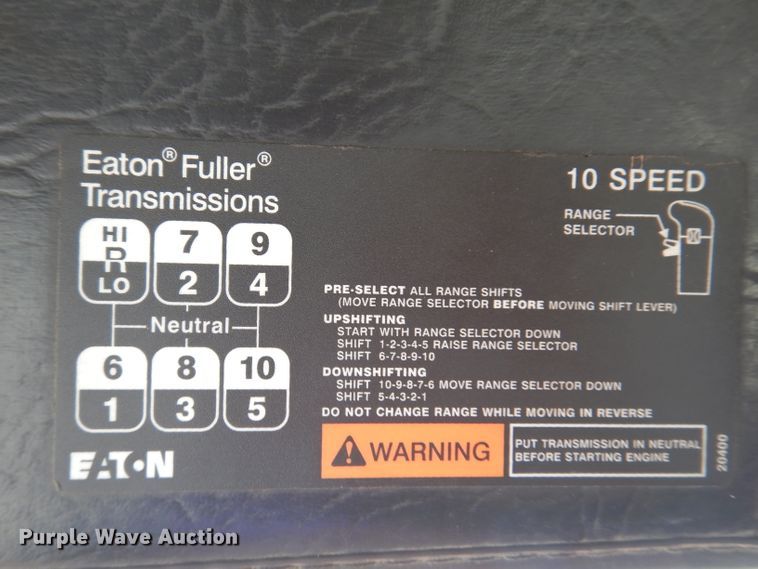 Eaton® Fuller®
Transmissions
10 SPEED
RANGE
SELECTOR
HI
R
LO
7
2
9
4
Neutral
6
1
8
3
10
5
PRE-SELECT ALL RANGE SHIFTS
(MOVE RANGE SELECTOR BEFORE MOVING SHIFT LEVER)
UPSHIFTING
START WITH RANGE SELECTOR DOWN
SHIFT 1-2-3-4-5 RAISE RANGE SELECTOR
SHIFT 6-7-8-9-10
DOWNSHIFTING
SHIFT 10-9-8-7-6 MOVE RANGE SELECTOR DOWN
SHIFT 5-4-3-2-1
DO NOT CHANGE RANGE WHILE MOVING IN REVERSE
WARNING
PUT TRANSMISSION IN NEUTRAL
BEFORE STARTING ENGINE
20400
EATON
Purple Wave Auction